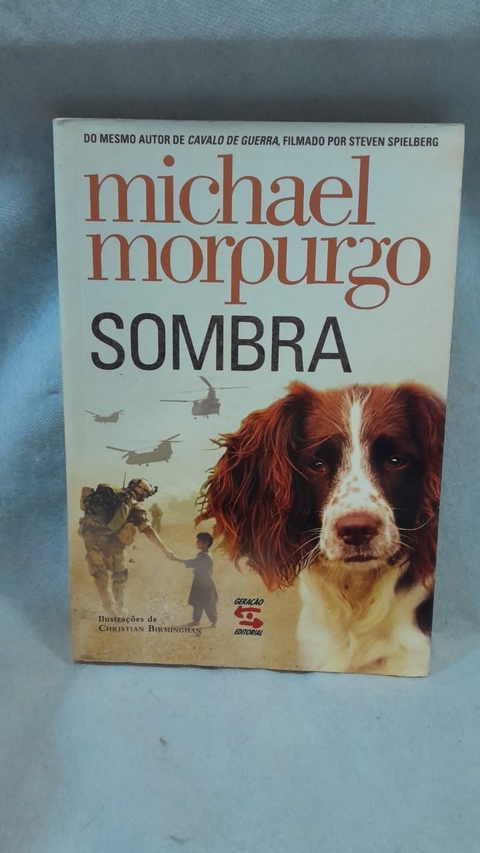 DO MESMO AUTOR DE CAVALO DE GUERRA, FILMADO POR STEVEN SPIELBERG
michael
morpurgo
SOMBRA
Ilustrações de
CHRISTIAN BIRMINGHAN
GERAÇÃO
EDITORIAL